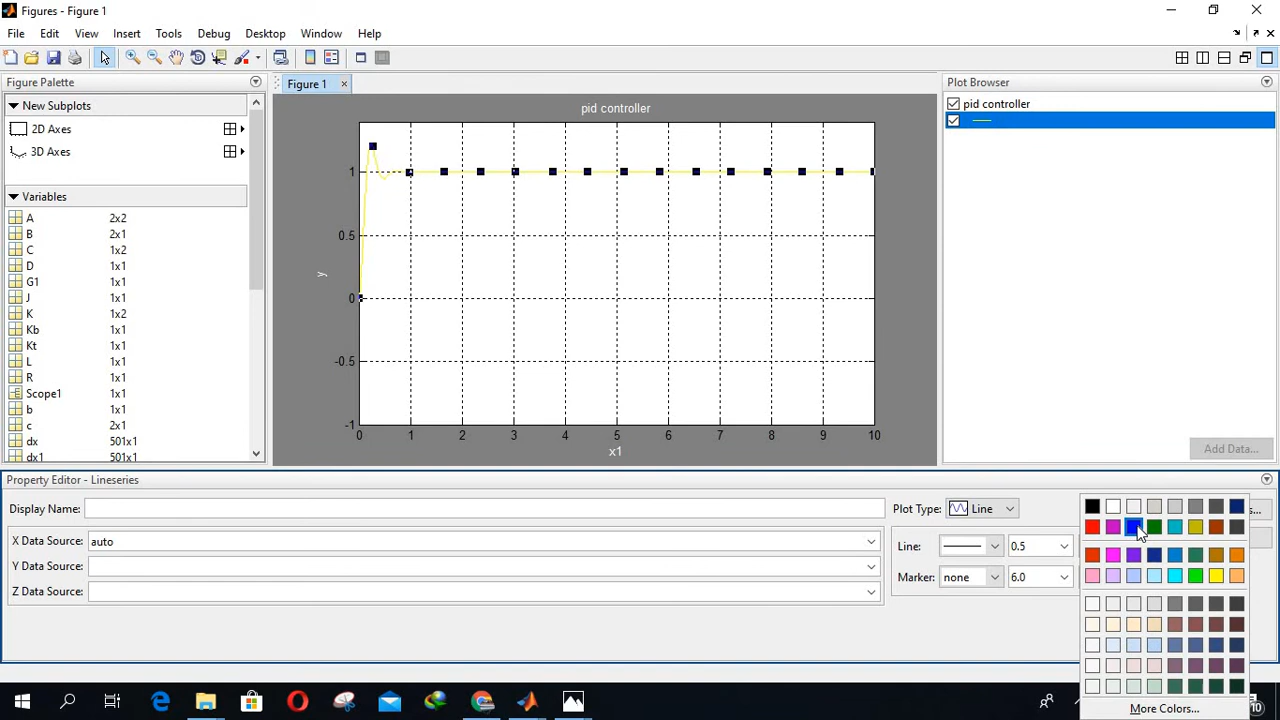 Figures - Figure 1
File Edit View Insert Tools Debug Desktop Window Help
Figure Palette
New Subplots
2D Axes
3D Axes
Variables
A 2x2
B 2x1
C 1x2
D 1x1
G1 1x1
J 1x1
K 1x2
Kb 1x1
Kt 1x1
L 1x1
R 1x1
Scope1 1x1
b 1x1
c 2x1
dx 501x1
dx1 501x1
Figure 1
pid controller
1
0.5
0
-0.5
-1
y
0 1 2 3 4 5 6 7 8 9 10
x1
Plot Browser
pid controller
Add Data...
Property Editor - Lineseries
Display Name:
Plot Type: Line
X Data Source: auto
Line: 0.5
Y Data Source:
Marker: none 6.0
Z Data Source:
More Colors...